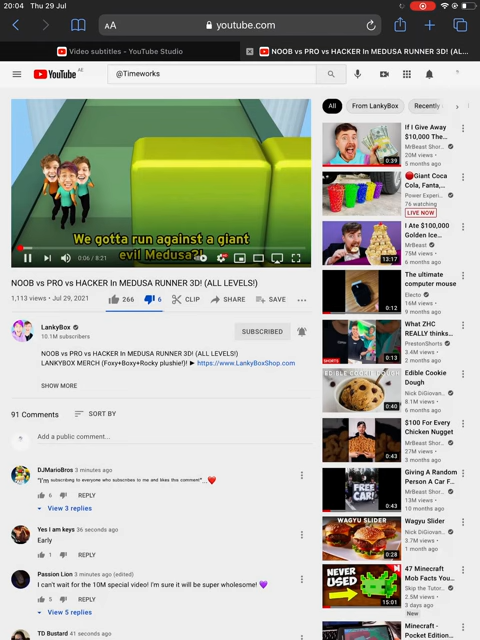 20:04 Thu 29 Jul
AA youtube.com
Video subtitles - YouTube Studio
NOOB vs PRO vs HACKER In MEDUSA RUNNER 3D! (AL...
YouTube AE
@Timeworks
We gotta run against a giant
evil Medusa?
0:06 / 8:21
NOOB vs PRO vs HACKER In MEDUSA RUNNER 3D! (ALL LEVELS!)
1,113 views • Jul 29, 2021
266
6
CLIP
SHARE
SAVE
LankyBox
10.1M subscribers
SUBSCRIBED
NOOB vs PRO vs HACKER In MEDUSA RUNNER 3D! (ALL LEVELS!)
LANKYBOX MERCH (Foxy+Boxy+Rocky plushie!)! ► https://www.LankyBoxShop.com
SHOW MORE
91 Comments
SORT BY
Add a public comment...
DJMarioBros 3 minutes ago
"I'm subscribing to everyone who subscribes to me and likes this comment"...❤️
6
REPLY
View 3 replies
Yes I am keys 36 seconds ago
Early
1
REPLY
Passion Lion 3 minutes ago (edited)
I can't wait for the 10M special video! I'm sure it will be super wholesome! 💜
5
REPLY
View 5 replies
TD Bustard 41 seconds ago
All
From LankyBox
Recently
If I Give Away
$10,000 The...
MrBeast Shor...
20M views •
5 months ago
0:39
🔴Giant Coca
Cola, Fanta,...
Power Experi...
76 watching
LIVE NOW
I Ate $100,000
Golden Ice...
MrBeast
75M views •
6 months ago
13:17
The ultimate
computer mouse
Electo
16M views •
9 months ago
0:12
What ZHC
REALLY thinks...
PrestonShorts
3.4M views •
2 months ago
SHORTS
0:13
EDIBLE COOKIE DOUGH
Edible Cookie
Dough
Nick DiGiovan...
8.1M views •
6 months ago
0:40
$100 For Every
Chicken Nugget
MrBeast Shor...
27M views •
3 months ago
0:43
FREE
CAR!
Giving A Random
Person A Car F...
MrBeast Shor...
13M views •
10 months ago
0:43
WAGYU SLIDER
Wagyu Slider
Nick DiGiovan...
3.7M views •
1 month ago
0:28
NEVER
USED
47 Minecraft
Mob Facts You...
Skip the Tutor...
2.5M views •
3 days ago
New
15:01
Minecraft -
Pocket Edition...